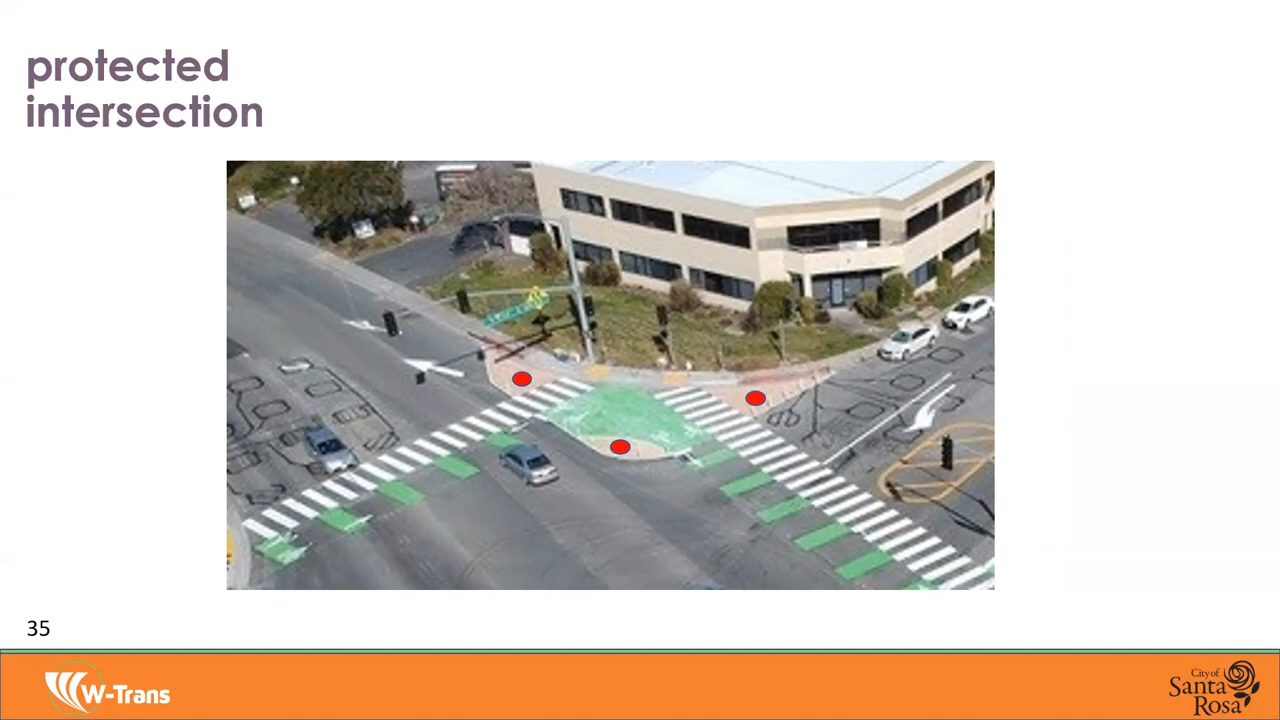 protected
intersection
35
W-Trans
City of
Santa
Rosa